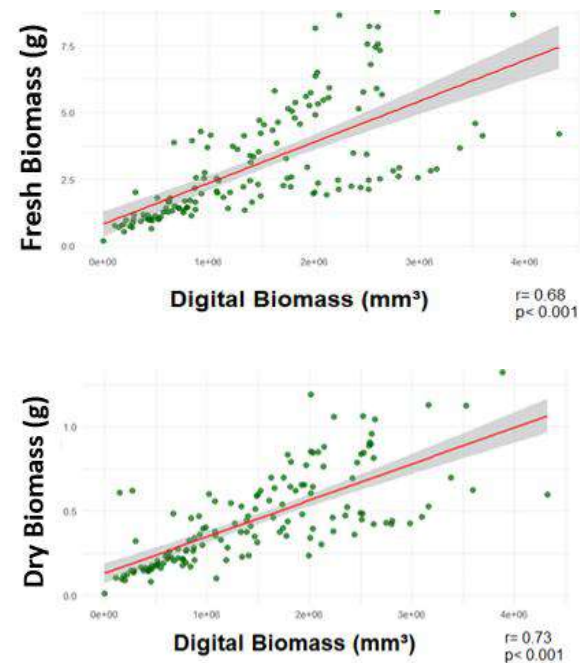 Fresh Biomass (g)
7.5
5.0
2.5
0.0
0e+00 1e+06 2e+06 3e+06 4e+06
Digital Biomass (mm³)
r= 0.68
p< 0.001
Dry Biomass (g)
1.0
0.5
0.0
0e+00 1e+06 2e+06 3e+06 4e+06
Digital Biomass (mm³)
r= 0.73
p< 0.001